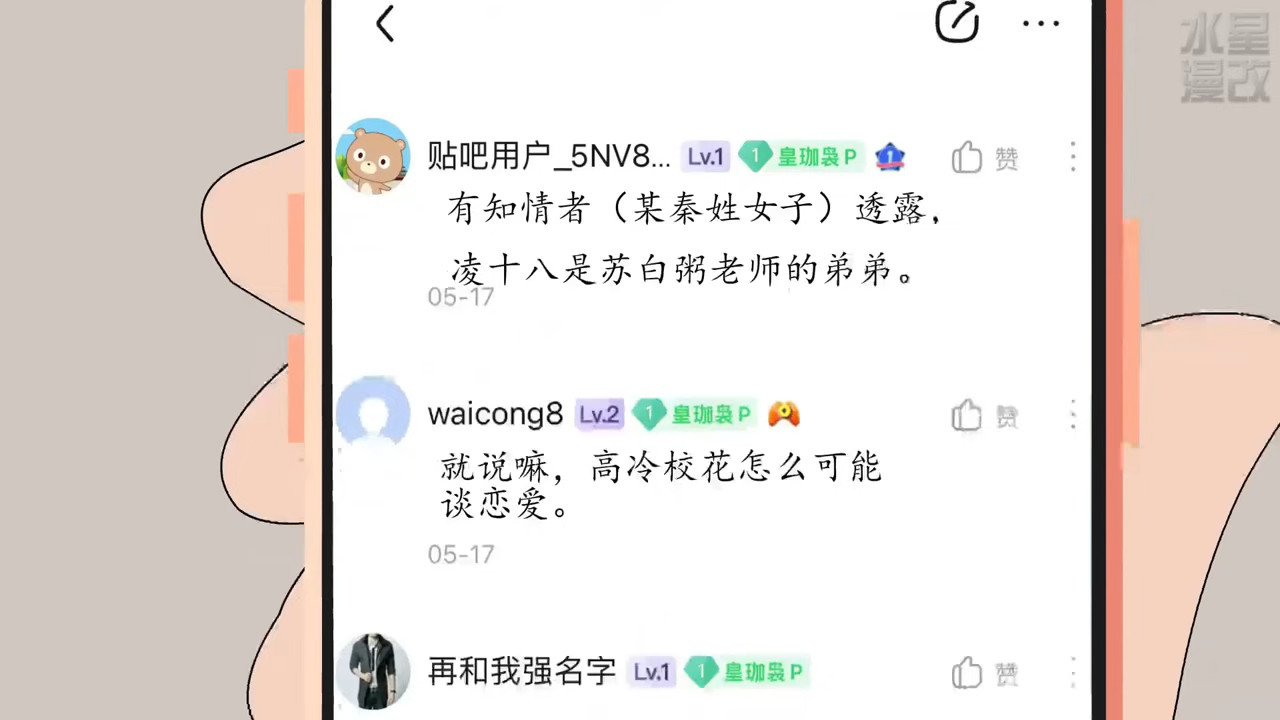 水星
漫改
贴吧用户_5NV8... Lv.1 1 皇珈袅P 1 赞
有知情者（某秦姓女子）透露，
凌十八是苏白粥老师的弟弟。
05-17
waicong8 Lv.2 1 皇珈袅P 赞
就说嘛，高冷校花怎么可能
谈恋爱。
05-17
再和我强名字 Lv.1 1 皇珈袅P 赞